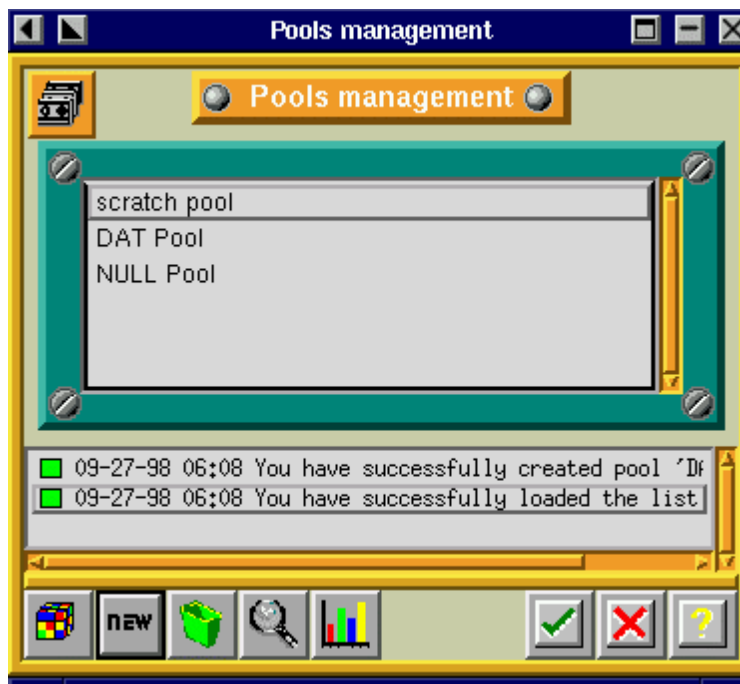 Pools management
Pools management
scratch pool
DAT Pool
NULL Pool
09-27-98 06:08 You have successfully created pool 'DA
09-27-98 06:08 You have successfully loaded the list
NEW
?